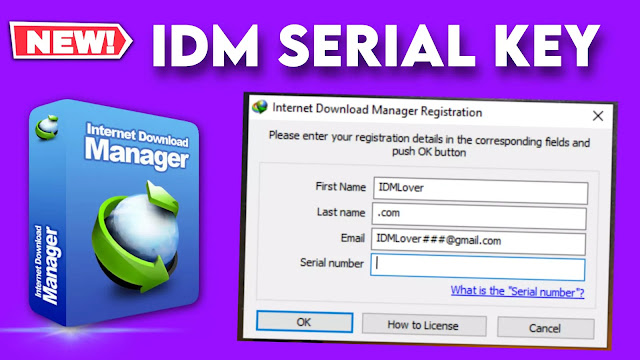 NEW!
IDM SERIAL KEY
Internet Download
Manager
Internet Download
Manager
Internet Download Manager Registration
Please enter your registration details in the corresponding fields and
push OK button
First Name IDMLover
Last name .com
Email IDMLover###@gmail.com
Serial number
What is the "Serial number"?
OK How to License Cancel